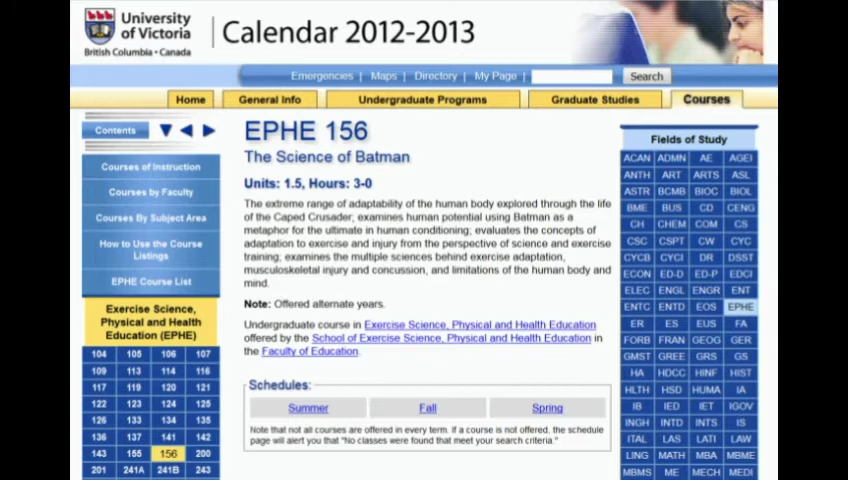 University
of Victoria
British Columbia • Canada
Calendar 2012-2013
Emergencies | Maps | Directory | My Page |
Search
Home
General Info
Undergraduate Programs
Graduate Studies
Courses
Contents
Courses of Instruction
Courses by Faculty
Courses By Subject Area
How to Use the Course
Listings
EPHE Course List
Exercise Science,
Physical and Health
Education (EPHE)
104 105 106 107
109 113 114 116
117 119 120 121
122 123 124 125
126 133 134 135
136 137 141 142
143 155 156 200
201 241A 241B 243
EPHE 156
The Science of Batman
Units: 1.5, Hours: 3-0
The extreme range of adaptability of the human body explored through the life
of the Caped Crusader; examines human potential using Batman as a
metaphor for the ultimate in human conditioning; evaluates the concepts of
adaptation to exercise and injury from the perspective of science and exercise
training; examines the multiple sciences behind exercise adaptation,
musculoskeletal injury and concussion, and limitations of the human body and
mind.
Note: Offered alternate years.
Undergraduate course in Exercise Science, Physical and Health Education
offered by the School of Exercise Science, Physical and Health Education in
the Faculty of Education.
Schedules:
Summer
Fall
Spring
Note that not all courses are offered in every term. If a course is not offered, the schedule
page will alert you that "No classes were found that meet your search criteria."
Fields of Study
ACAN ADMN AE AGEI
ANTH ART ARTS ASL
ASTR BCMB BIOC BIOL
BME BUS CD CENG
CH CHEM COM CS
CSC CSPT CW CYC
CYCB CYCI DR DSST
ECON ED-D ED-P EDCI
ELEC ENGL ENGR ENT
ENTC ENTD EOS EPHE
ER ES EUS FA
FORB FRAN GEOG GER
GMST GREE GRS GS
HA HDCC HINF HIST
HLTH HSD HUMA IA
IB IED IET IGOV
INGH INTD INTS IS
ITAL LAS LATI LAW
LING MATH MBA MBME
MBMS ME MECH MEDI